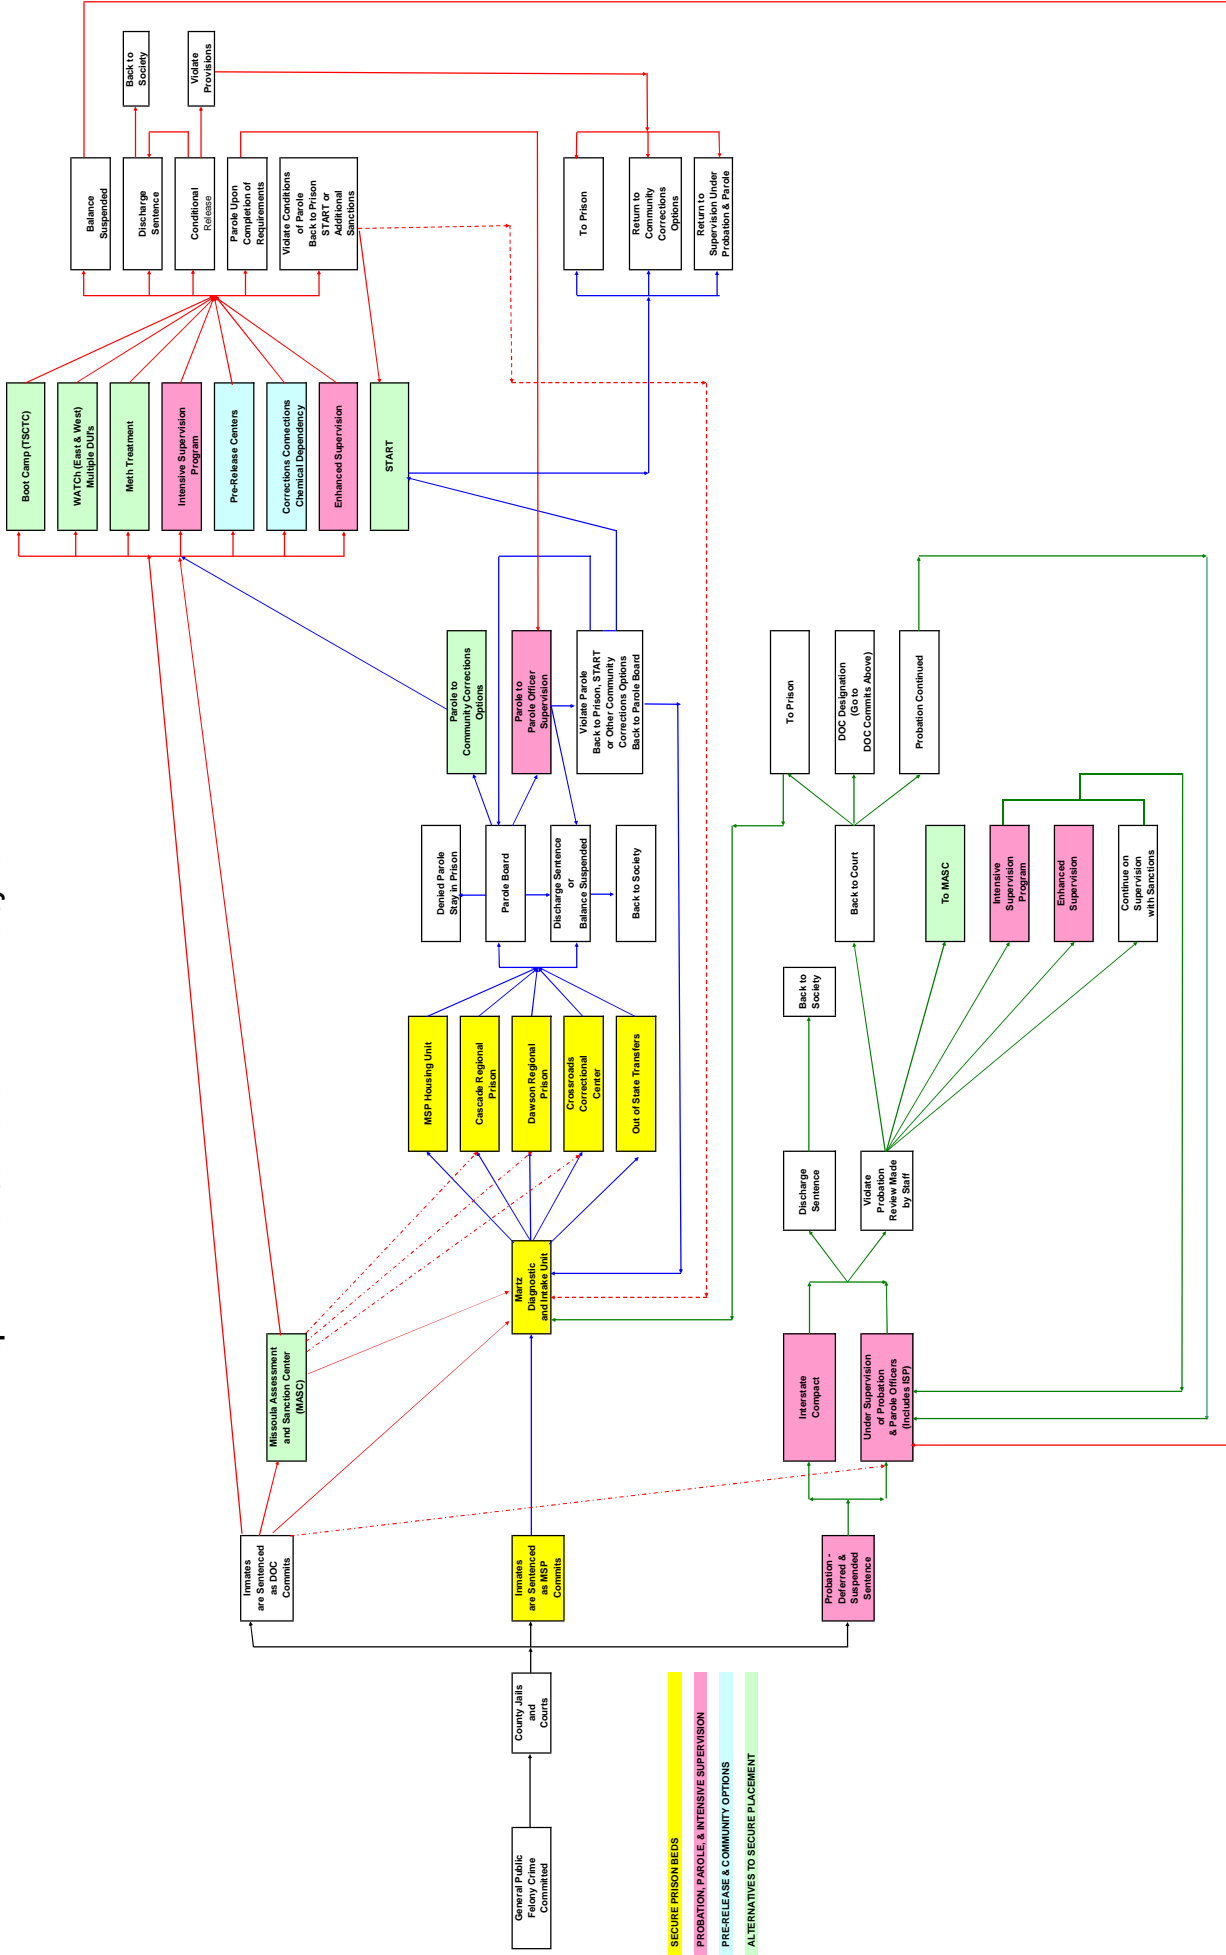 General Public
Felony Crime
Committed
County Jails
and
Courts
Inmates
are Sentenced
as DOC
Commits
Inmates
are Sentenced
as MSP
Commits
Probation -
Deferred &
Suspended
Sentence
Missoula Assessment
and Sanction Center
(MASC)
Martz
Diagnostic
and Intake Unit
Interstate
Compact
Under Supervision
of Probation
& Parole Officers
(Includes ISP)
MSP Housing Unit
Cascade Regional
Prison
Dawson Regional
Prison
Crossroads
Correctional
Center
Out of State Transfers
Discharge
Sentence
Violate
Probation
Review Made
by Staff
Back to
Society
Denied Parole
Stay in Prison
Parole Board
Discharge Sentence
or
Balance Suspended
Back to Society
Back to Court
To MASC
Intensive
Supervision
Program
Enhanced
Supervision
Continue on
Supervision
with Sanctions
Parole to
Community Corrections
Options
Parole to
Parole Officer
Supervision
Violate Parole
Back to Prison, START
or Other Community
Corrections Options
Back to Parole Board
To Prison
DOC Designation
(Go to
DOC Commits Above)
Probation Continued
Boot Camp (TSCTC)
WATCh (East & West)
Multiple DUI's
Meth Treatment
Intensive Supervision
Program
Pre-Release Centers
Corrections Connections
Chemical Dependency
Enhanced Supervision
START
Balance
Suspended
Discharge
Sentence
Conditional
Release
Parole Upon
Completion of
Requirements
Violate Conditions
of Parole
Back to Prison
START or
Additional
Sanctions
To Prison
Return to
Community
Corrections
Options
Return to
Supervision Under
Probation & Parole
Back to
Society
Violate
Provisions
SECURE PRISON BEDS
PROBATION, PAROLE, & INTENSIVE SUPERVISION
PRE-RELEASE & COMMUNITY OPTIONS
ALTERNATIVES TO SECURE PLACEMENT